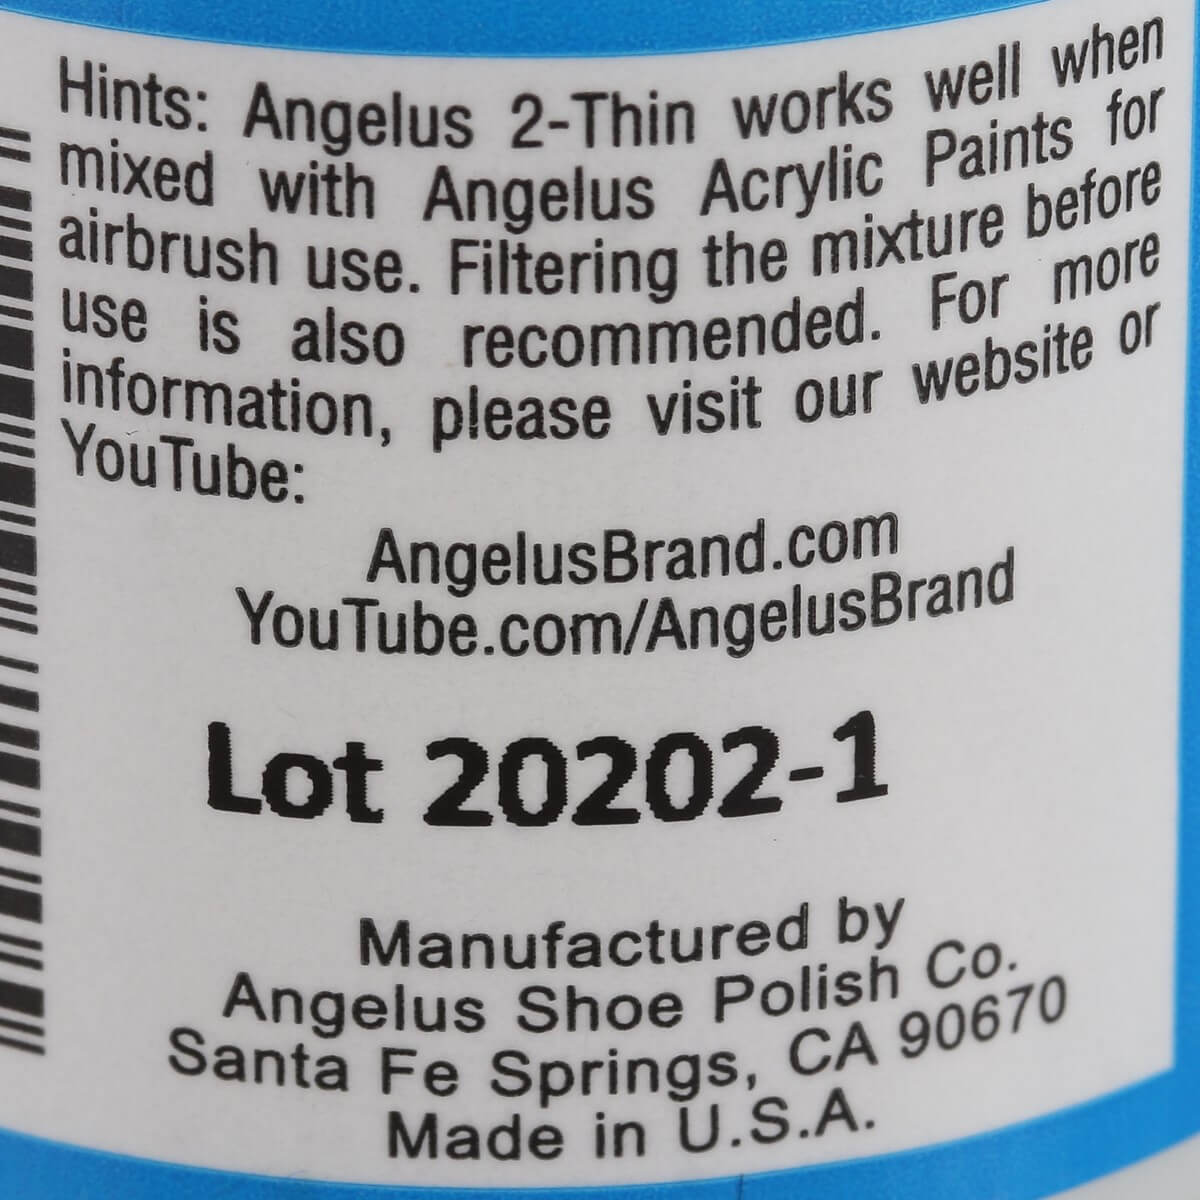 Hints: Angelus 2-Thin works well when
mixed with Angelus Acrylic Paints for
airbrush use. Filtering the mixture before
use is also recommended. For more
information, please visit our website or
YouTube:
AngelusBrand.com
YouTube.com/AngelusBrand
Lot 20202-1
Manufactured by
Angelus Shoe Polish Co.
Santa Fe Springs, CA 90670
Made in U.S.A.